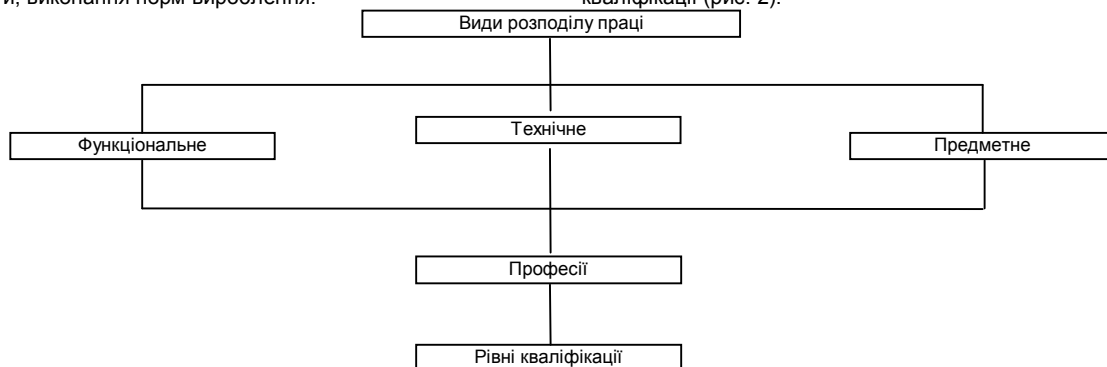 и, виконання норм вироблення.
кваліфікації (рис. 2).
Види розподілу праці
Технічне
Функціональне
Предметне
Професії
Рівні кваліфікації